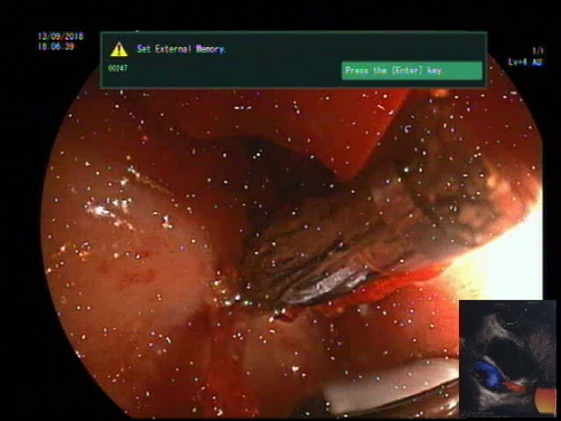 13/09/2018
18:06:39
Set External Memory.
00247
Press the [Enter] key.
1/1
Lv=4 AU